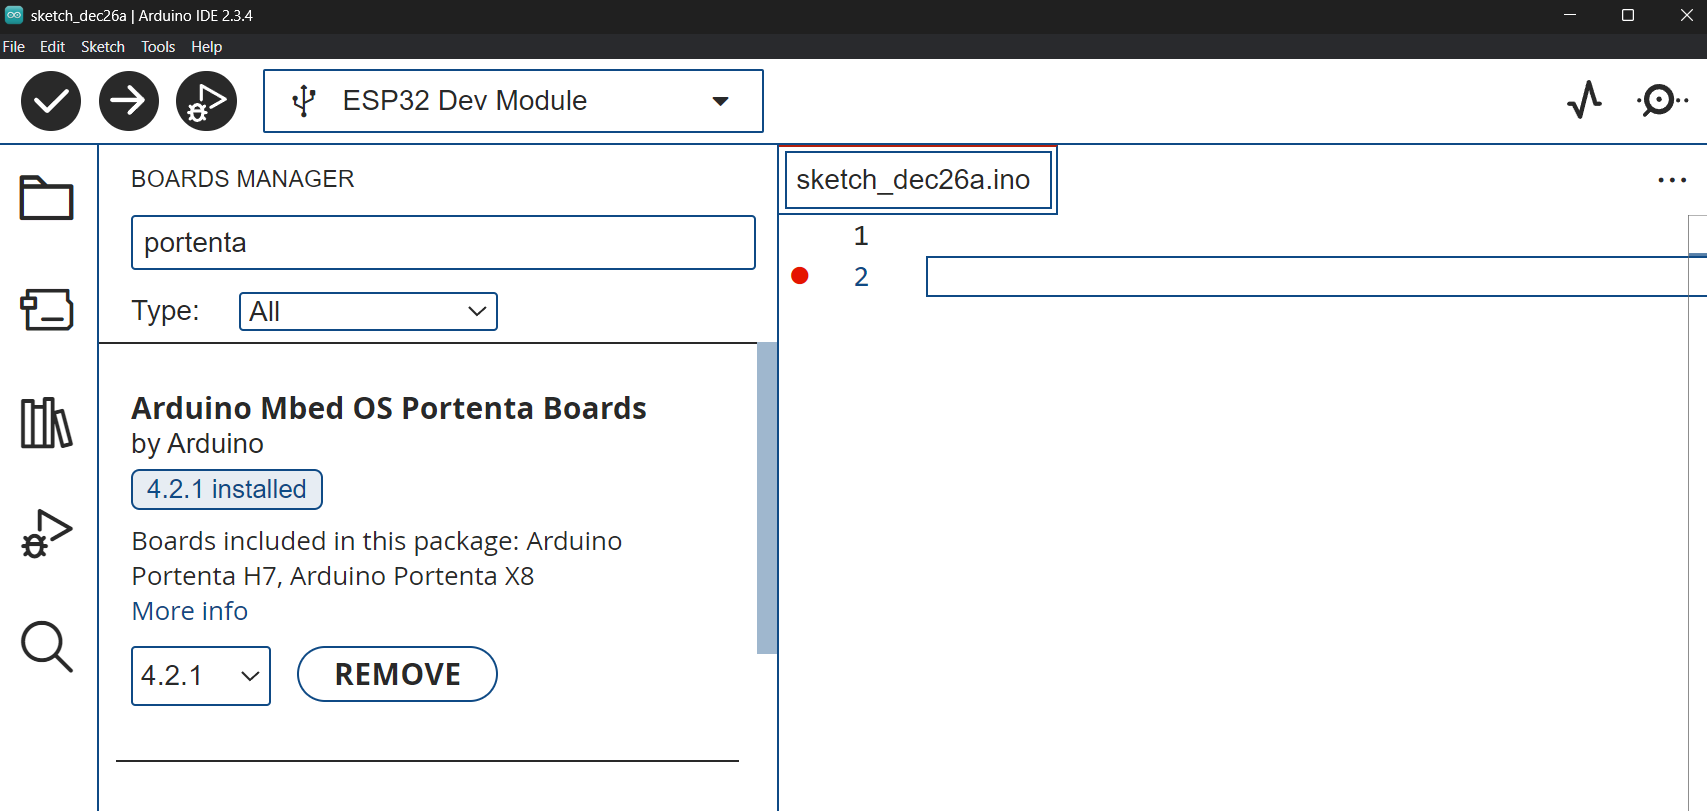 sketch_dec26a | Arduino IDE 2.3.4
File Edit Sketch Tools Help
ESP32 Dev Module
BOARDS MANAGER
portenta
Type: All
Arduino Mbed OS Portenta Boards
by Arduino
4.2.1 installed
Boards included in this package: Arduino
Portenta H7, Arduino Portenta X8
More info
4.2.1 REMOVE
sketch_dec26a.ino
1
2